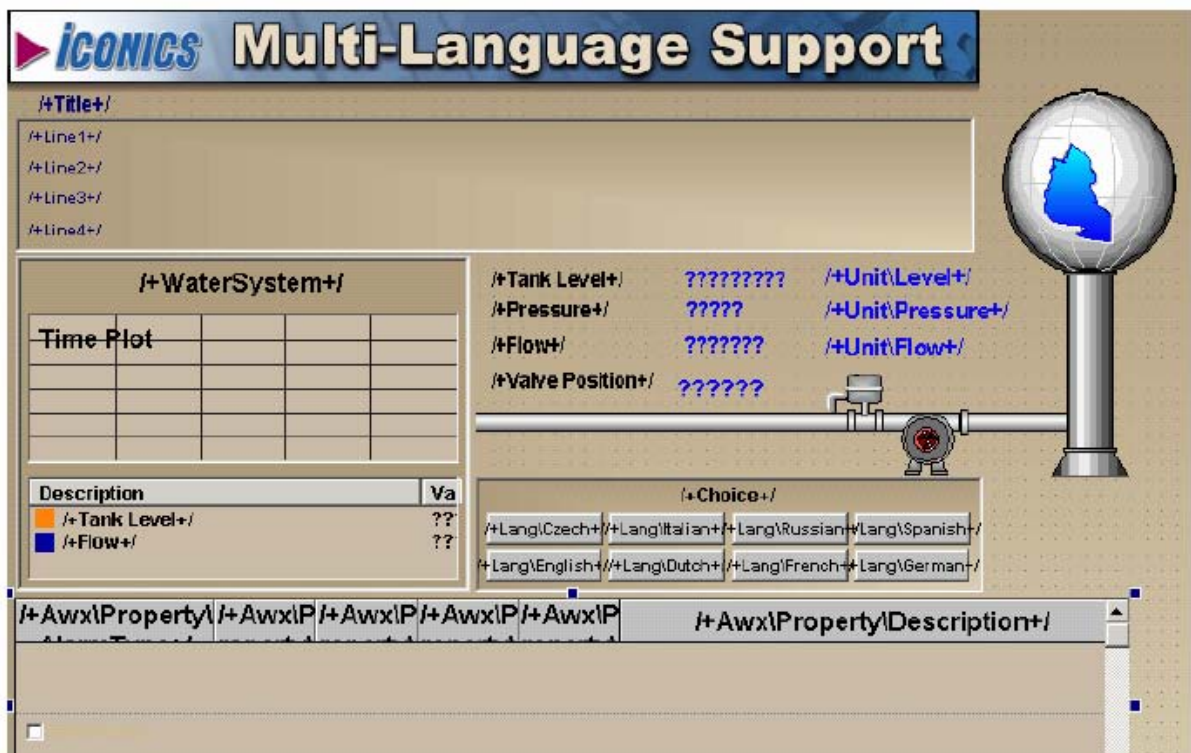 ICONICS Multi-Language Support
/+Title+/
/+Line1+/
/+Line2+/
/+Line3+/
/+Line4+/
/+WaterSystem+/
Time Plot
Description Va
/+Tank Level+/ ??
/+Flow+/ ??
/+Tank Level+/ ????????? /+Unit\Level+/
/+Pressure+/ ????? /+Unit\Pressure+/
/+Flow+/ ??????? /+Unit\Flow+/
/+Valve Position+/ ??????
/+Choice+/
/+Lang\Czech+/ /+Lang\Italian+/ /+Lang\Russian+/ /+Lang\Spanish+/
/+Lang\English+/ /+Lang\Dutch+/ /+Lang\French+/ /+Lang\German+/
/+Awx\Property\ /+Awx\P /+Awx\P /+Awx\P /+Awx\P /+Awx\Property\Description+/